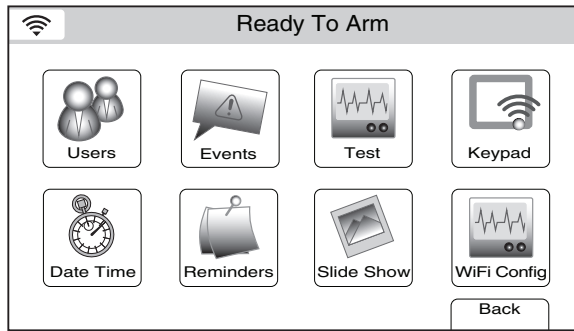 Ready To Arm
Users
Events
Test
Keypad
Date Time
Reminders
Slide Show
WiFi Config
Back